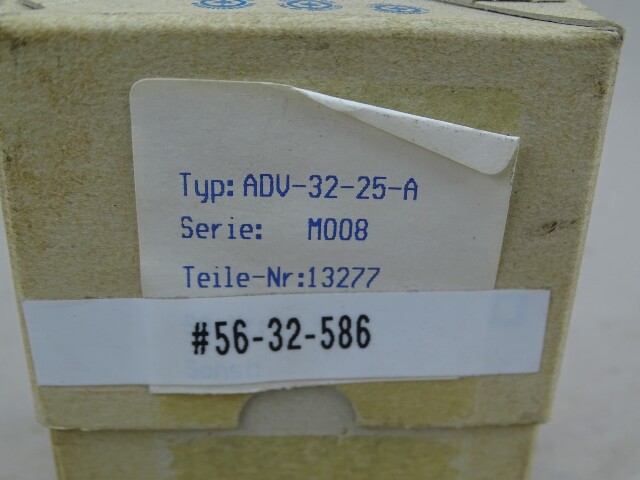 Typ: ADV-32-25-A
Serie: M008
Teile-Nr:13277
#56-32-586